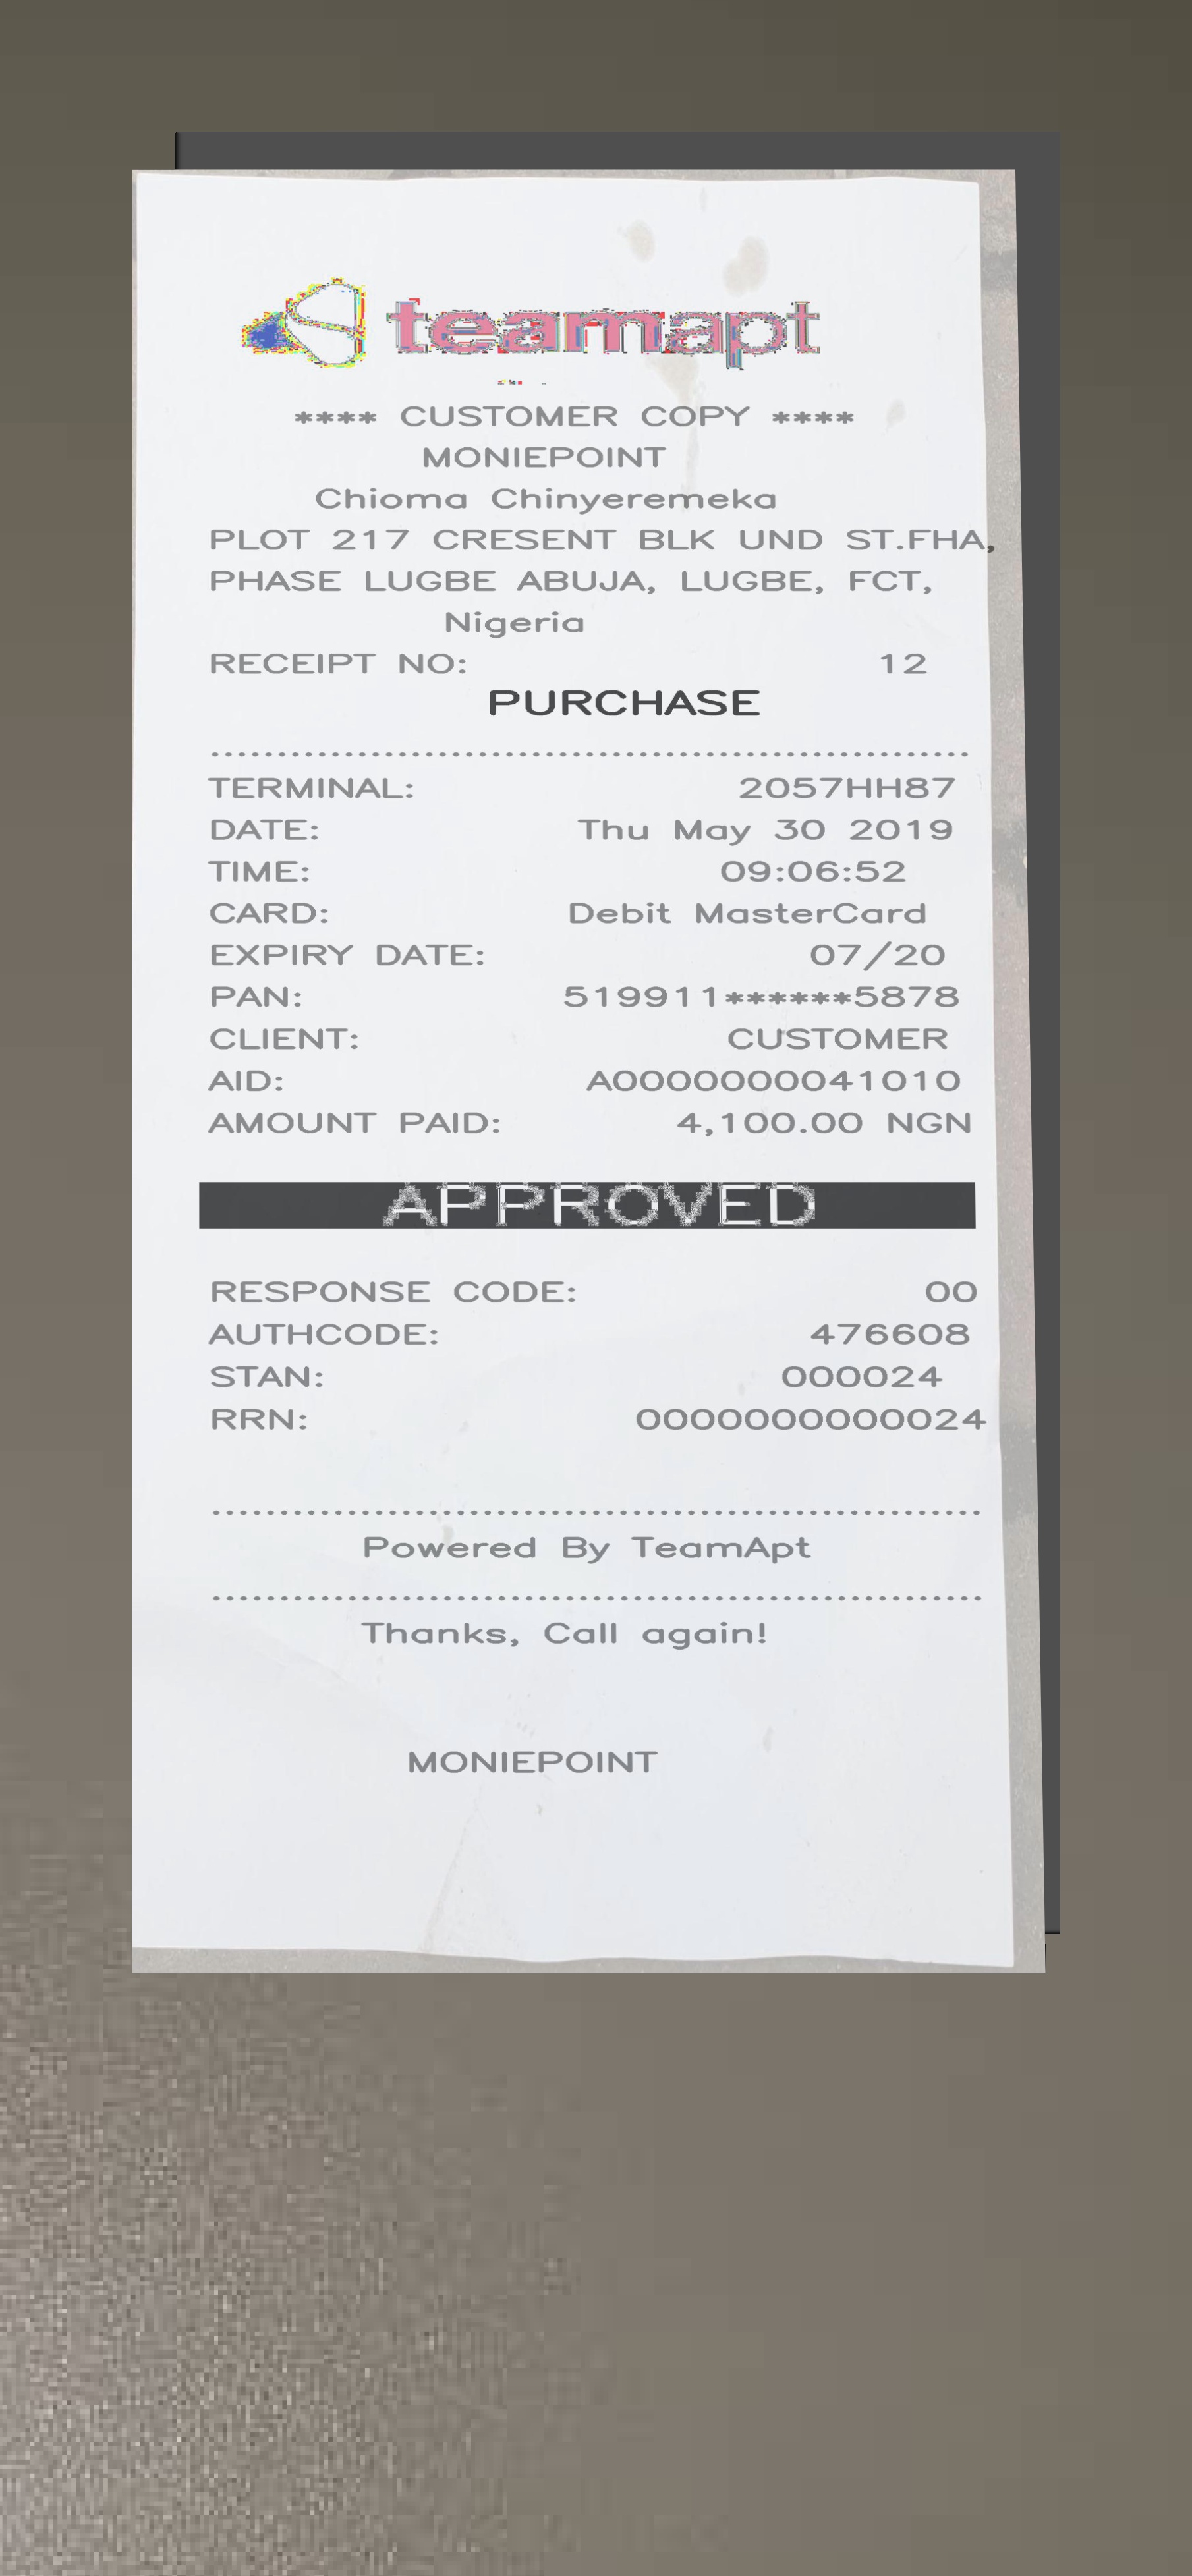 teamapt
**** CUSTOMER COPY ****
MONIEPOINT
Chioma Chinyeremeka
PLOT 217 CRESENT BLK UND ST.FHA,
PHASE LUGBE ABUJA, LUGBE, FCT,
Nigeria
RECEIPT NO: 12
PURCHASE
TERMINAL: 2057HH87
DATE: Thu May 30 2019
TIME: 09:06:52
CARD: Debit MasterCard
EXPIRY DATE: 07/20
PAN: 519911******5878
CLIENT: CUSTOMER
AID: A0000000041010
AMOUNT PAID: 4,100.00 NGN
APPROVED
RESPONSE CODE: 00
AUTHCODE: 476608
STAN: 000024
RRN: 0000000000024
Powered By TeamApt
Thanks, Call again!
MONIEPOINT